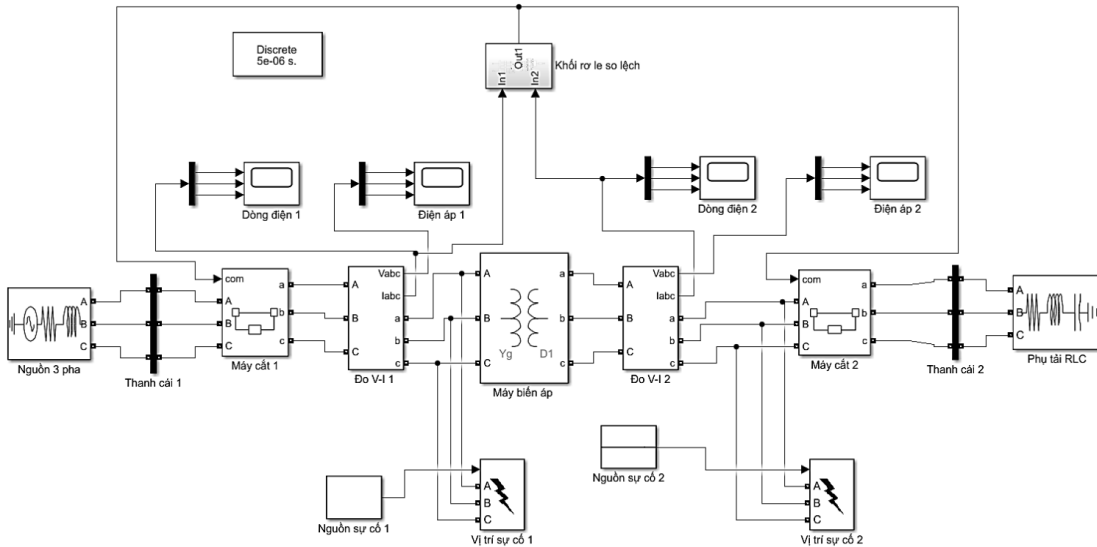 Discrete
5e-06 s.
Out1
In1
In2
Khối rơ le so lệch
Dòng điện 1
Điện áp 1
Dòng điện 2
Điện áp 2
A
B
C
Nguồn 3 pha
Thanh cái 1
com
A
B
C
a
b
c
Máy cắt 1
A
B
C
Vabc
Iabc
a
b
c
Đo V-I 1
A
B
C
a
b
c
Yg
D1
Máy biến áp
A
B
C
Vabc
Iabc
a
b
c
Đo V-I 2
com
A
B
C
a
b
c
Máy cắt 2
Thanh cái 2
A
B
C
Phụ tải RLC
Nguồn sự cố 1
A
B
C
Vị trí sự cố 1
Nguồn sự cố 2
A
B
C
Vị trí sự cố 2